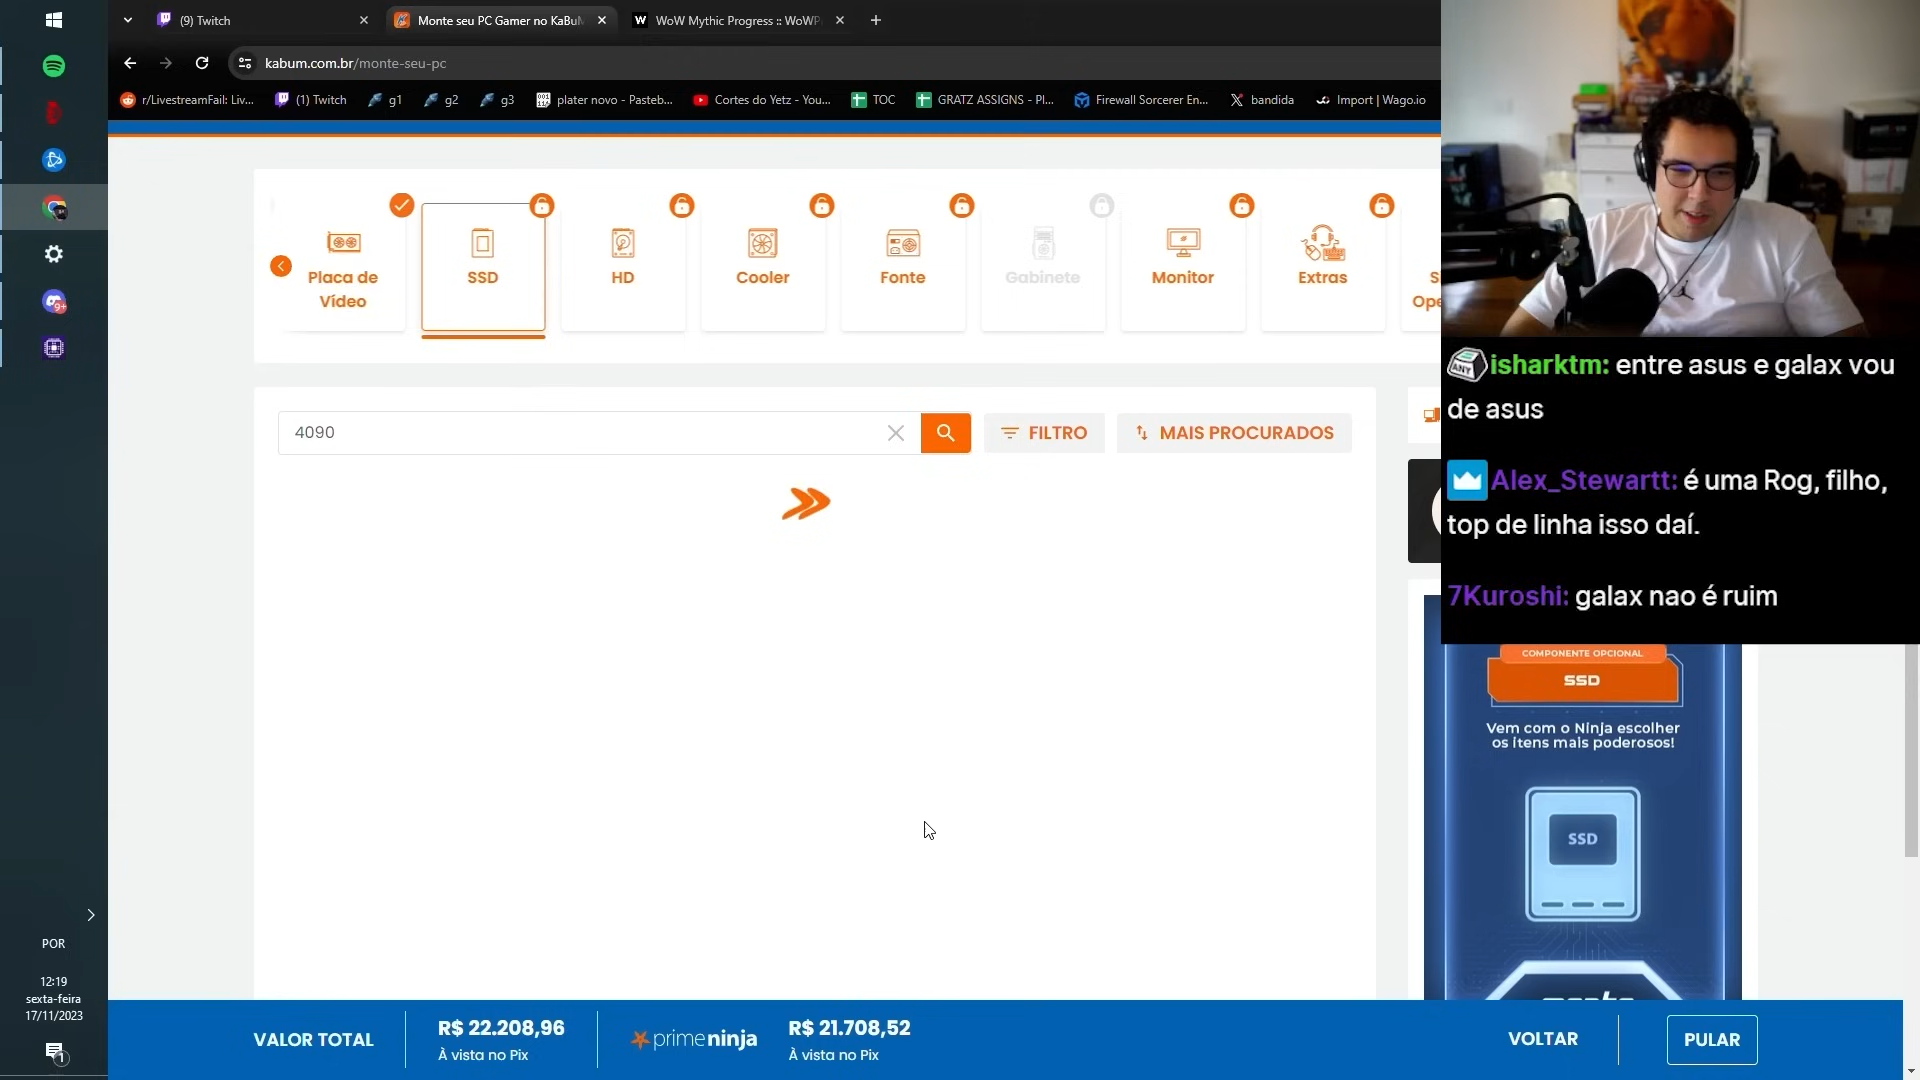 (9) Twitch
Monte seu PC Gamer no KaBuM
WoW Mythic Progress :: WoWP
kabum.com.br/monte-seu-pc
r/LivestreamFail: Liv...
(1) Twitch
g1
g2
g3
plater novo - Pasteb...
Cortes do Yetz - You...
TOC
GRATZ ASSIGNS - Pl...
Firewall Sorcerer En...
bandida
Import | Wago.io
Placa de
Vídeo
SSD
HD
Cooler
Fonte
Gabinete
Monitor
Extras
S
Ope
4090
FILTRO
MAIS PROCURADOS
ANY
isharktm: entre asus e galax vou
de asus
Alex_Stewartt: é uma Rog, filho,
top de linha isso daí.
7Kuroshi: galax nao é ruim
COMPONENTE OPCIONAL
SSD
Vem com o Ninja escolher
os itens mais poderosos!
SSD
9+
POR
12:19
sexta-feira
17/11/2023
1
VALOR TOTAL
R$ 22.208,96
À vista no Pix
primeninja
R$ 21.708,52
À vista no Pix
VOLTAR
PULAR